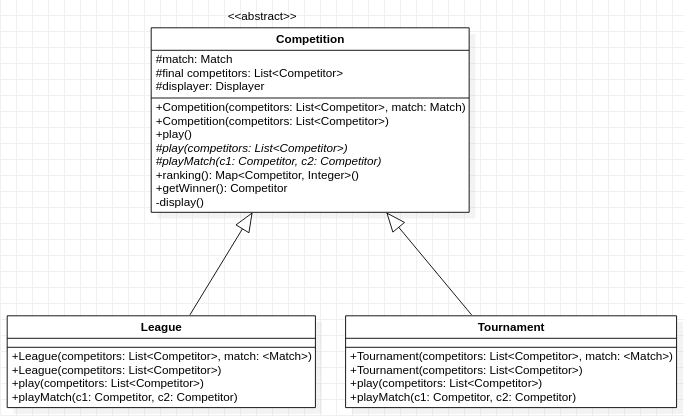 <<abstract>>
Competition
#match: Match
#final competitors: List<Competitor>
#displayer: Displayer
+Competition(competitors: List<Competitor>, match: Match)
+Competition(competitors: List<Competitor>)
+play()
#play(competitors: List<Competitor>)
#playMatch(c1: Competitor, c2: Competitor)
+ranking(): Map<Competitor, Integer>()
+getWinner(): Competitor
-display()
League
+League(competitors: List<Competitor>, match: <Match>)
+League(competitors: List<Competitor>)
+play(competitors: List<Competitor>)
+playMatch(c1: Competitor, c2: Competitor)
Tournament
+Tournament(competitors: List<Competitor>, match: <Match>)
+Tournament(competitors: List<Competitor>)
+play(competitors: List<Competitor>)
+playMatch(c1: Competitor, c2: Competitor)